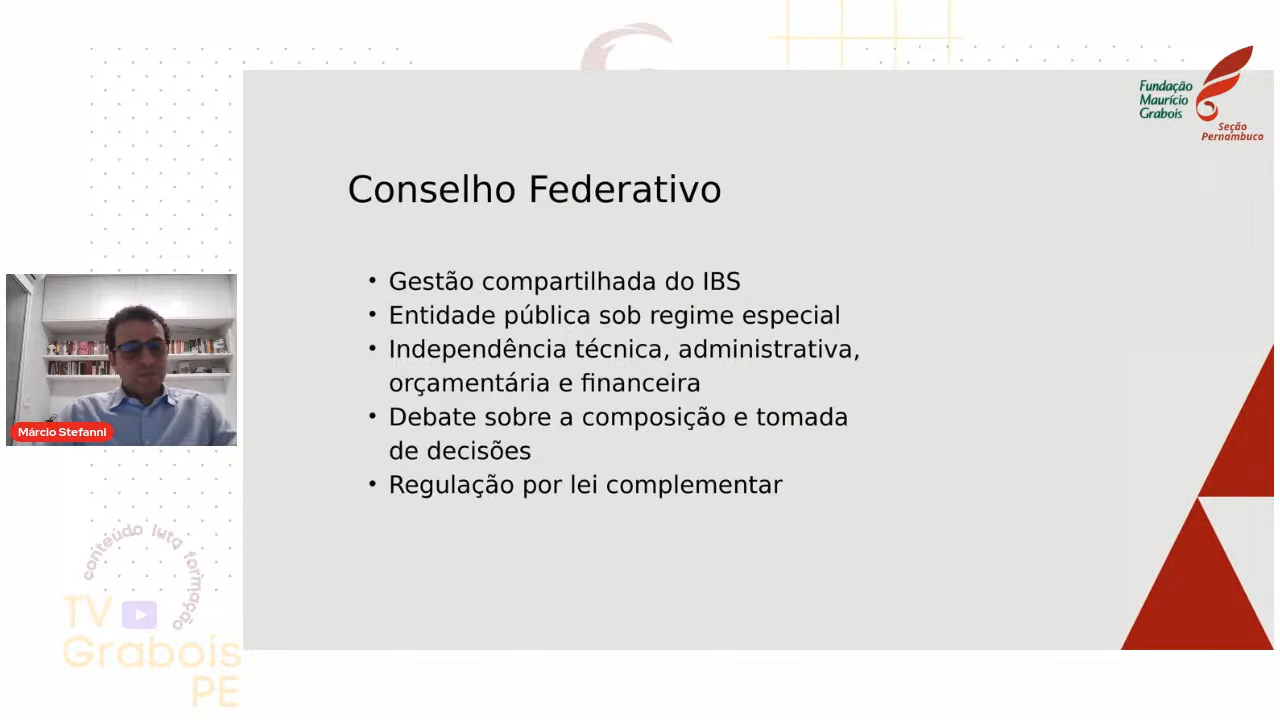 Fundação
Maurício
Grabois
Seção
Pernambuco
Conselho Federativo
• Gestão compartilhada do IBS
• Entidade pública sob regime especial
• Independência técnica, administrativa,
orçamentária e financeira
• Debate sobre a composição e tomada
de decisões
• Regulação por lei complementar
Márcio Stefanni
conteúdo luta formação
TV
Grabois
PE